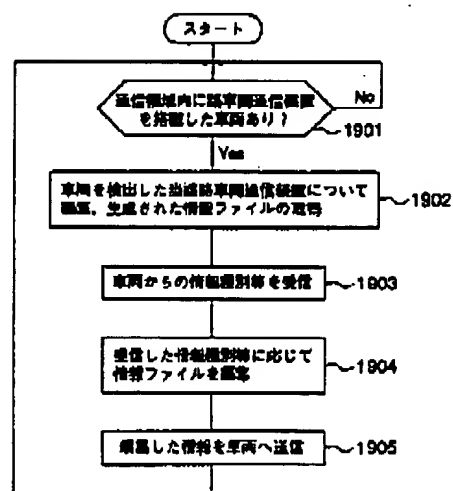 スタート
通信領域内に路車間通信装置
を搭載した車両あり?
No
1901
Yes
車両を検出した当該路車間通信装置について
編集、生成された情報ファイルの取得
1902
車両からの情報種別等を受信
1903
受信した情報種別等に応じて
情報ファイルを編集
1904
編集した情報を車両へ送信
1905